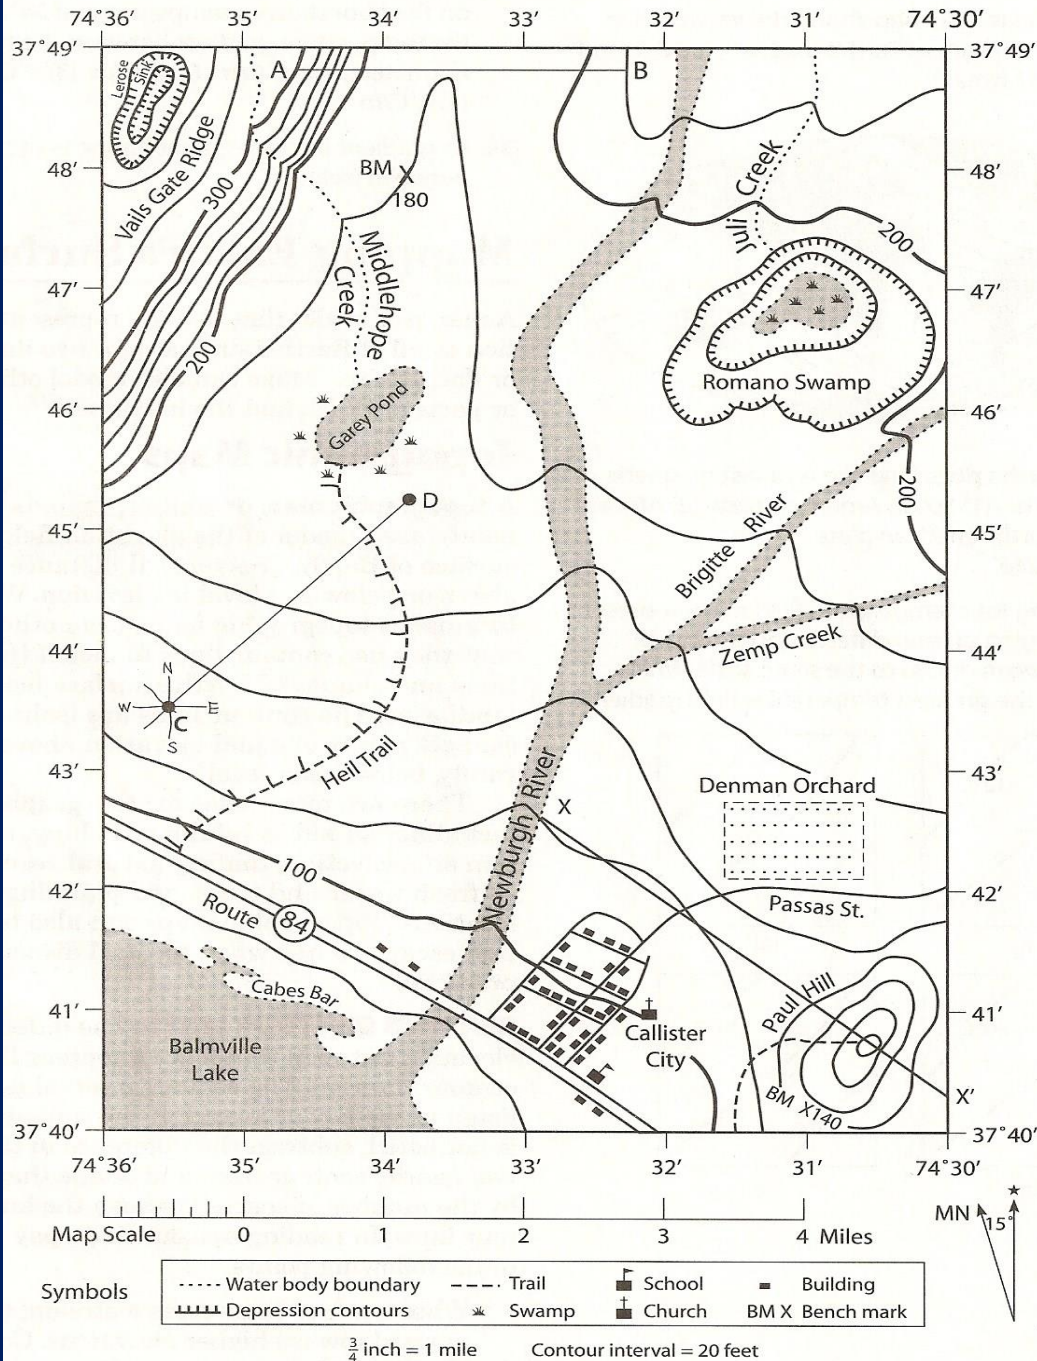 74°36′ 35′ 34′ 33′ 32′ 31′ 74°30′
37°49′ 37°49′
A B
Lerose
Sink
Vails Gate Ridge
300
48′ 48′
BM X
180
Juli Creek
200
47′ 47′
Middlehope
Creek
200
Romano Swamp
46′ 46′
Garey Pond
D
200
45′ 45′
Brigitte River
Zemp Creek
44′ 44′
N
W E
C
S
Heil Trail
43′ 43′
Denman Orchard
X
Newburgh River
100
42′ 42′
Route 84
Passas St.
Cabes Bar
Paul Hill
41′ 41′
Callister
City
Balmville
Lake
BM X140
X'
37°40′ 37°40′
74°36′ 35′ 34′ 33′ 32′ 31′ 74°30′
Map Scale 1 0 1 2 3 4 Miles
MN 15°
Symbols
Water body boundary Trail School Building
Depression contours Swamp Church BM X Bench mark
3/4 inch = 1 mile Contour interval = 20 feet